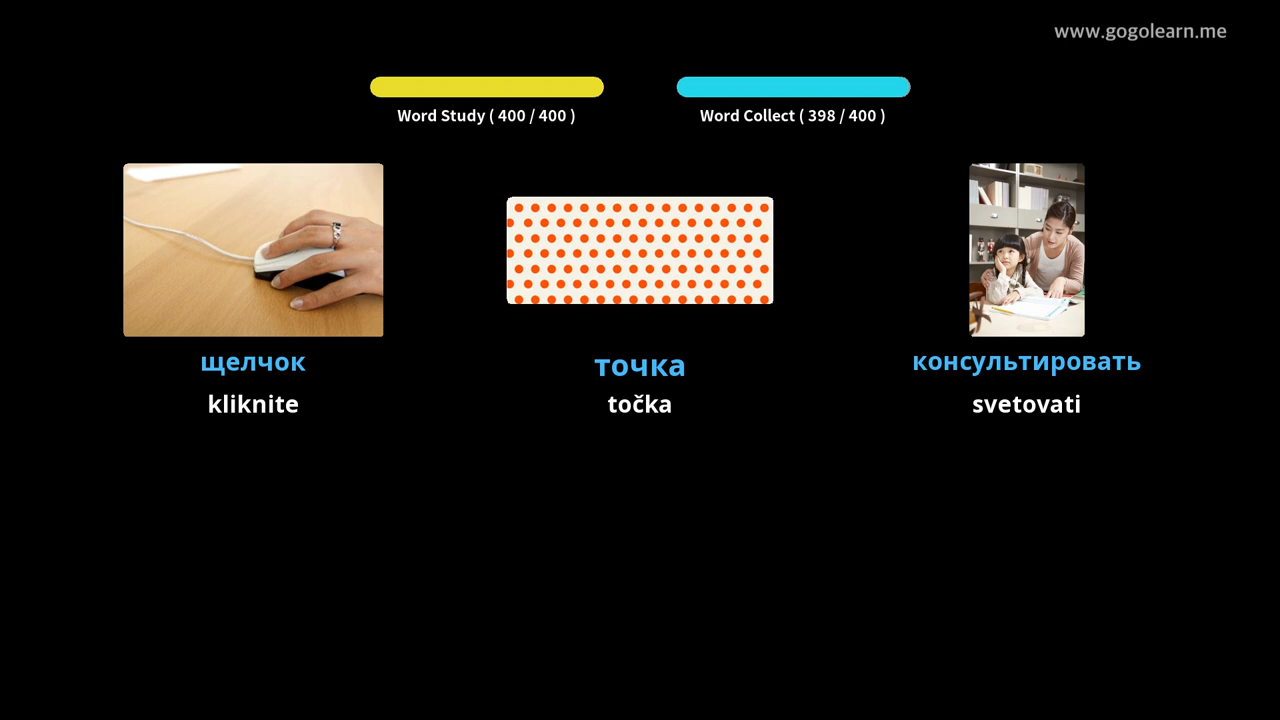 www.gogolearn.me
Word Study ( 400 / 400 )
Word Collect ( 398 / 400 )
щелчок
точка
консультировать
kliknite
točka
svetovati